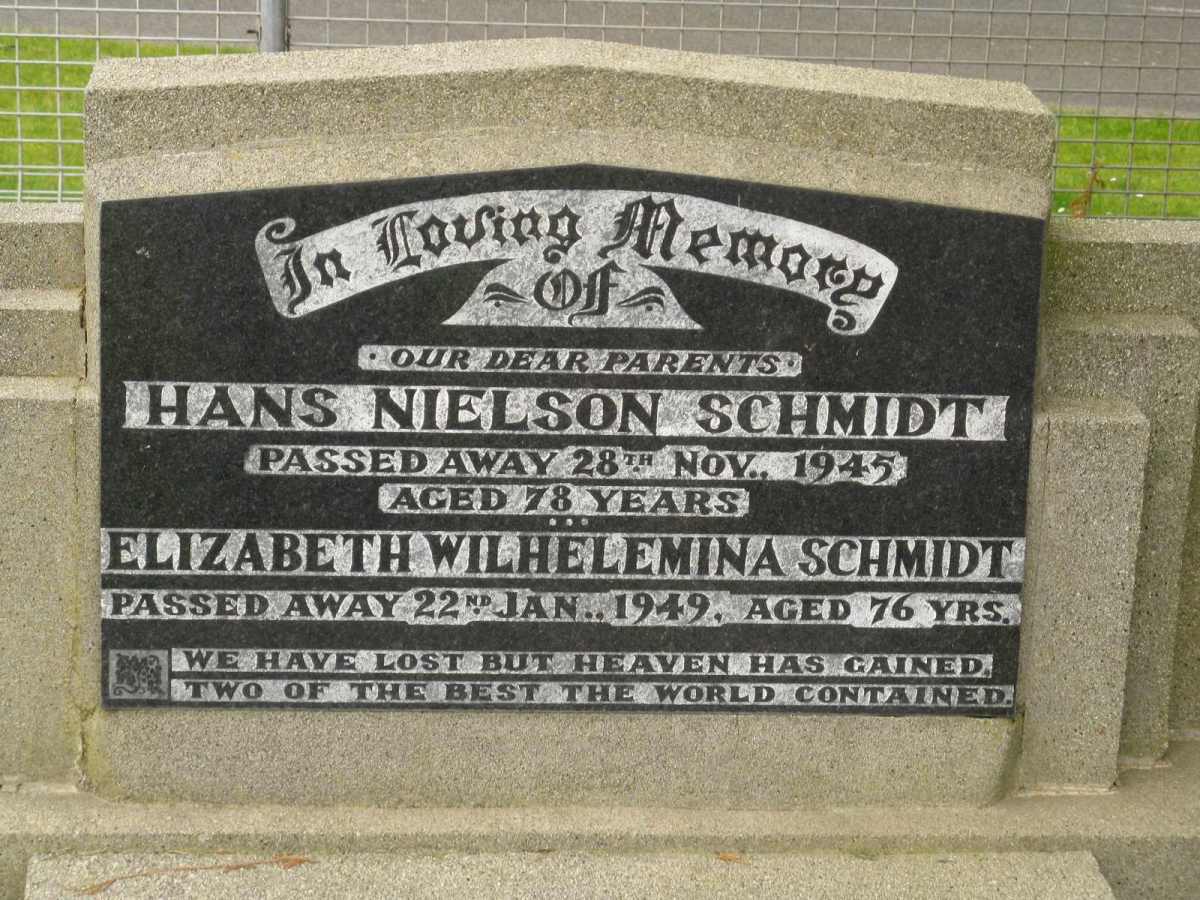 In Loving Memory
Of
· OUR DEAR PARENTS ·
HANS NIELSON SCHMIDT
PASSED AWAY 28TH NOV., 1945
AGED 78 YEARS
...
ELIZABETH WILHELEMINA SCHMIDT
PASSED AWAY 22ND JAN., 1949, AGED 76 YRS.
WE HAVE LOST BUT HEAVEN HAS GAINED,
TWO OF THE BEST THE WORLD CONTAINED.